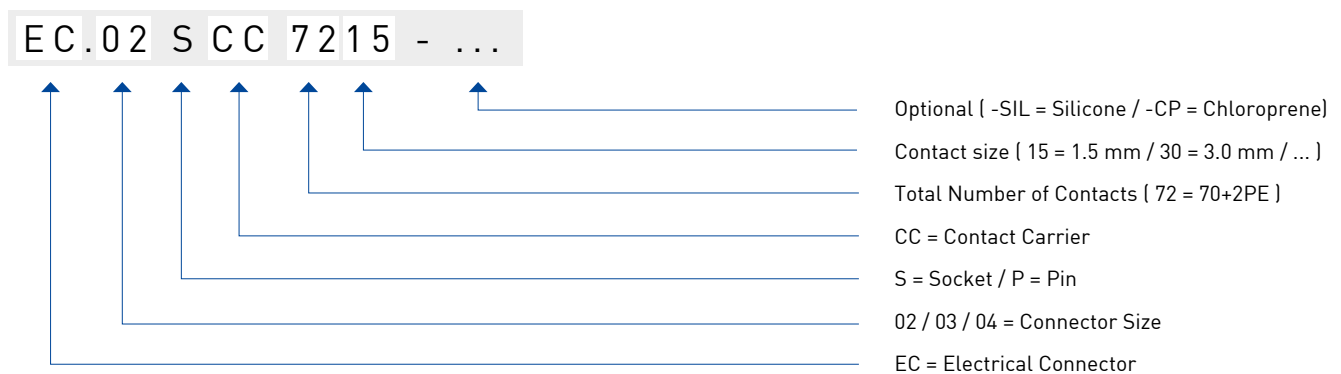 EC.02 S CC 7215 - ...
Optional ( -SIL = Silicone / -CP = Chloroprene)
Contact size ( 15 = 1.5 mm / 30 = 3.0 mm / ... )
Total Number of Contacts ( 72 = 70+2PE )
CC = Contact Carrier
S = Socket / P = Pin
02 / 03 / 04 = Connector Size
EC = Electrical Connector